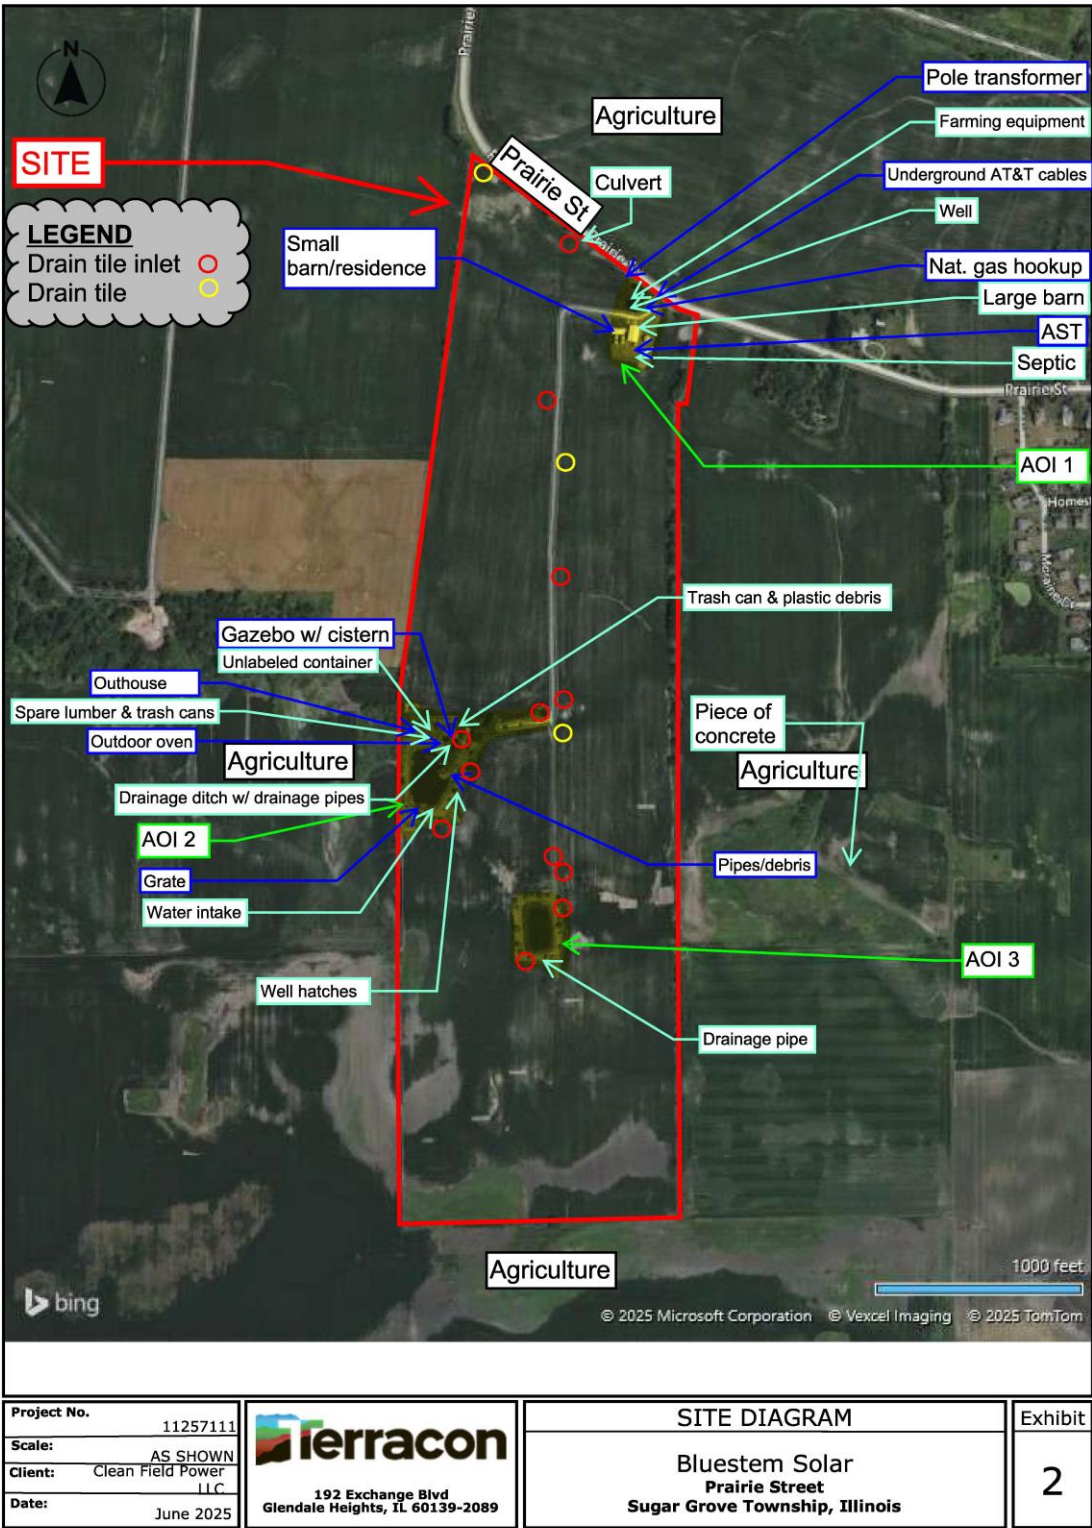 Prairie
N
Pole transformer
Agriculture
Farming equipment
SITE
Prairie St
Culvert
Underground AT&T cables
Well
LEGEND
Drain tile inlet
Drain tile
Small
barn/residence
Prairie
Nat. gas hookup
Large barn
AST
Septic
Prairie St
AOI 1
Homes
Moraine Cr
Trash can & plastic debris
Gazebo w/ cistern
Unlabeled container
Outhouse
Spare lumber & trash cans
Outdoor oven
Agriculture
Piece of
concrete
Agriculture
Drainage ditch w/ drainage pipes
AOI 2
Pipes/debris
Grate
Water intake
AOI 3
Well hatches
Drainage pipe
Agriculture
1000 feet
bing
© 2025 Microsoft Corporation © Vexcel Imaging © 2025 TomTom
Project No.
11257111
Scale:
AS SHOWN
Client: Clean Field Power
LLC
Date:
June 2025
Terracon
192 Exchange Blvd
Glendale Heights, IL 60139-2089
SITE DIAGRAM
Bluestem Solar
Prairie Street
Sugar Grove Township, Illinois
Exhibit
2